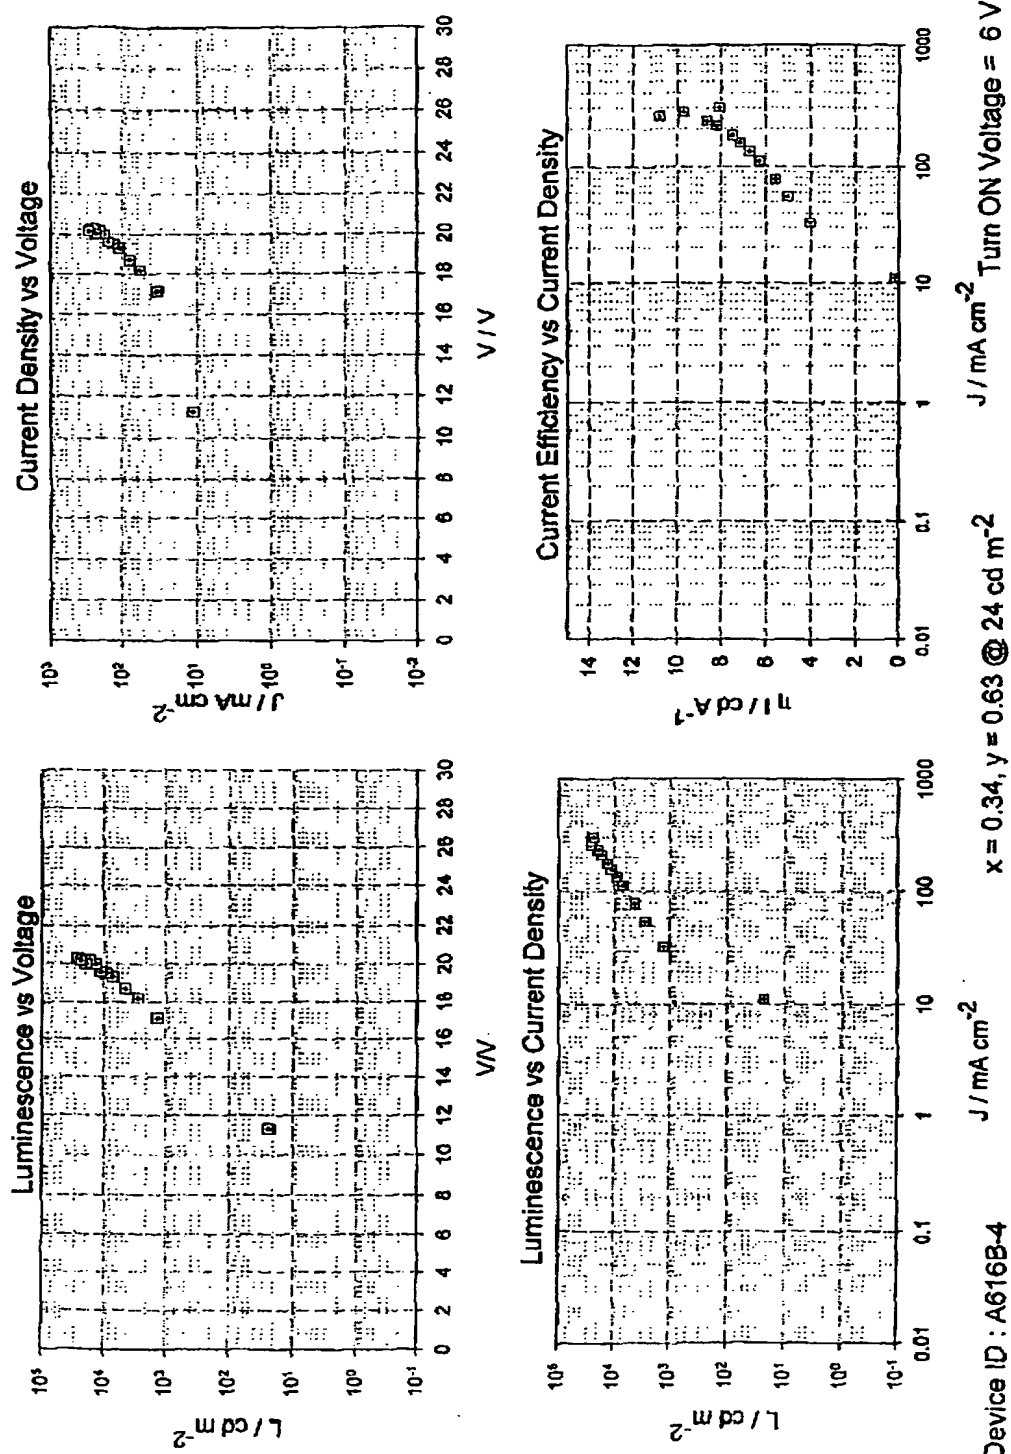 Luminescence vs Voltage
10⁵
10⁴
10³
10²
10¹
10⁰
10⁻¹
L / cd m⁻²
0 2 4 6 8 10 12 14 16 18 20 22 24 26 28 30
V/V
Current Density vs Voltage
10³
10²
10¹
10⁰
10⁻¹
10⁻²
J / mA cm⁻²
0 2 4 6 8 10 12 14 16 18 20 22 24 26 28 30
V / V
Luminescence vs Current Density
10⁵
10⁴
10³
10²
10¹
10⁰
10⁻¹
L / cd m⁻²
0.01 0.1 1 10 100 1000
J / mA cm⁻²
Current Efficiency vs Current Density
14
12
10
8
6
4
2
0
η I / cd A⁻¹
0.01 0.1 1 10 100 1000
J / mA cm⁻²
Device ID : A616B-4
x = 0.34, y = 0.63 @ 24 cd m⁻²
Turn ON Voltage = 6 V